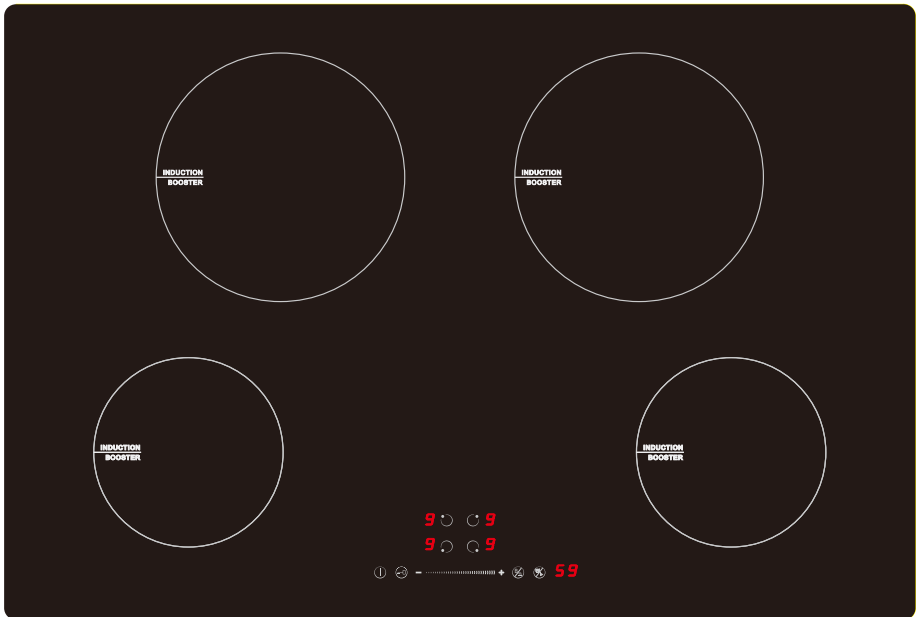 INDUCTION
BOOSTER
INDUCTION
BOOSTER
INDUCTION
BOOSTER
INDUCTION
BOOSTER
9 9
9 9
- + 59